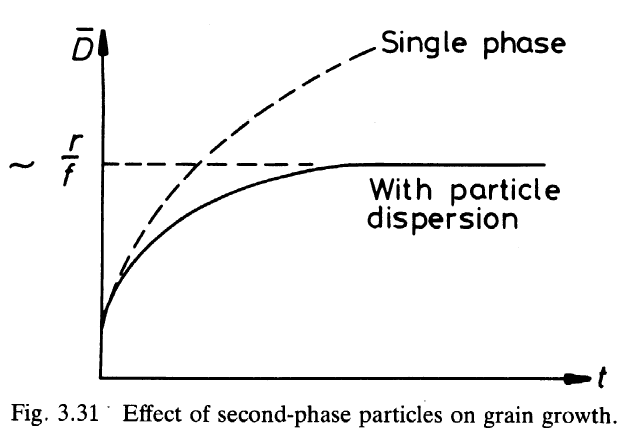 D̄
Single phase
~ r/f
With particle
dispersion
t
Fig. 3.31 Effect of second-phase particles on grain growth.